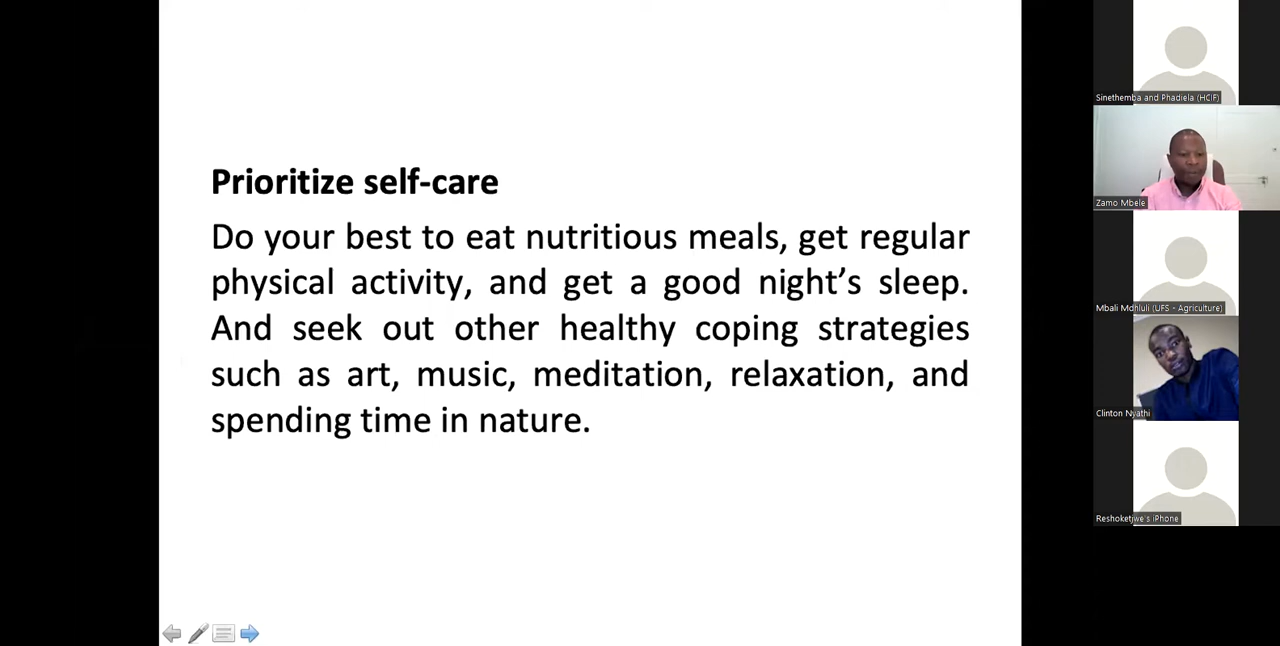 Prioritize self-care
Do your best to eat nutritious meals, get regular
physical activity, and get a good night’s sleep.
And seek out other healthy coping strategies
such as art, music, meditation, relaxation, and
spending time in nature.
Sinethemba and Phadiela (HCIF)
Zamo Mbele
Mbali Mdhluli (UFS - Agriculture)
Clinton Nyathi
Reshoketjwe's iPhone